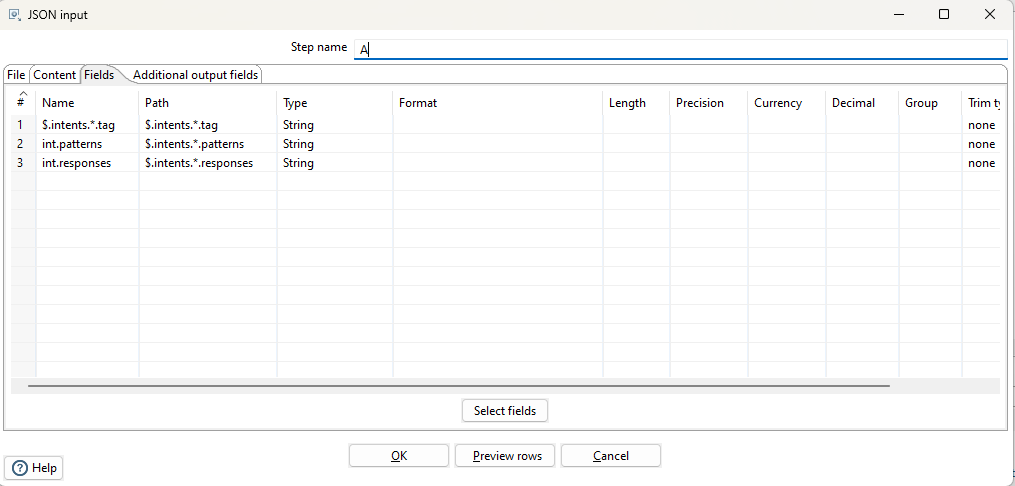 JSON input
Step name A
File Content Fields Additional output fields
# Name Path Type Format Length Precision Currency Decimal Group Trim ty
1 $.intents.*.tag $.intents.*.tag String none
2 int.patterns $.intents.*.patterns String none
3 int.responses $.intents.*.responses String none
Select fields
OK Preview rows Cancel
Help